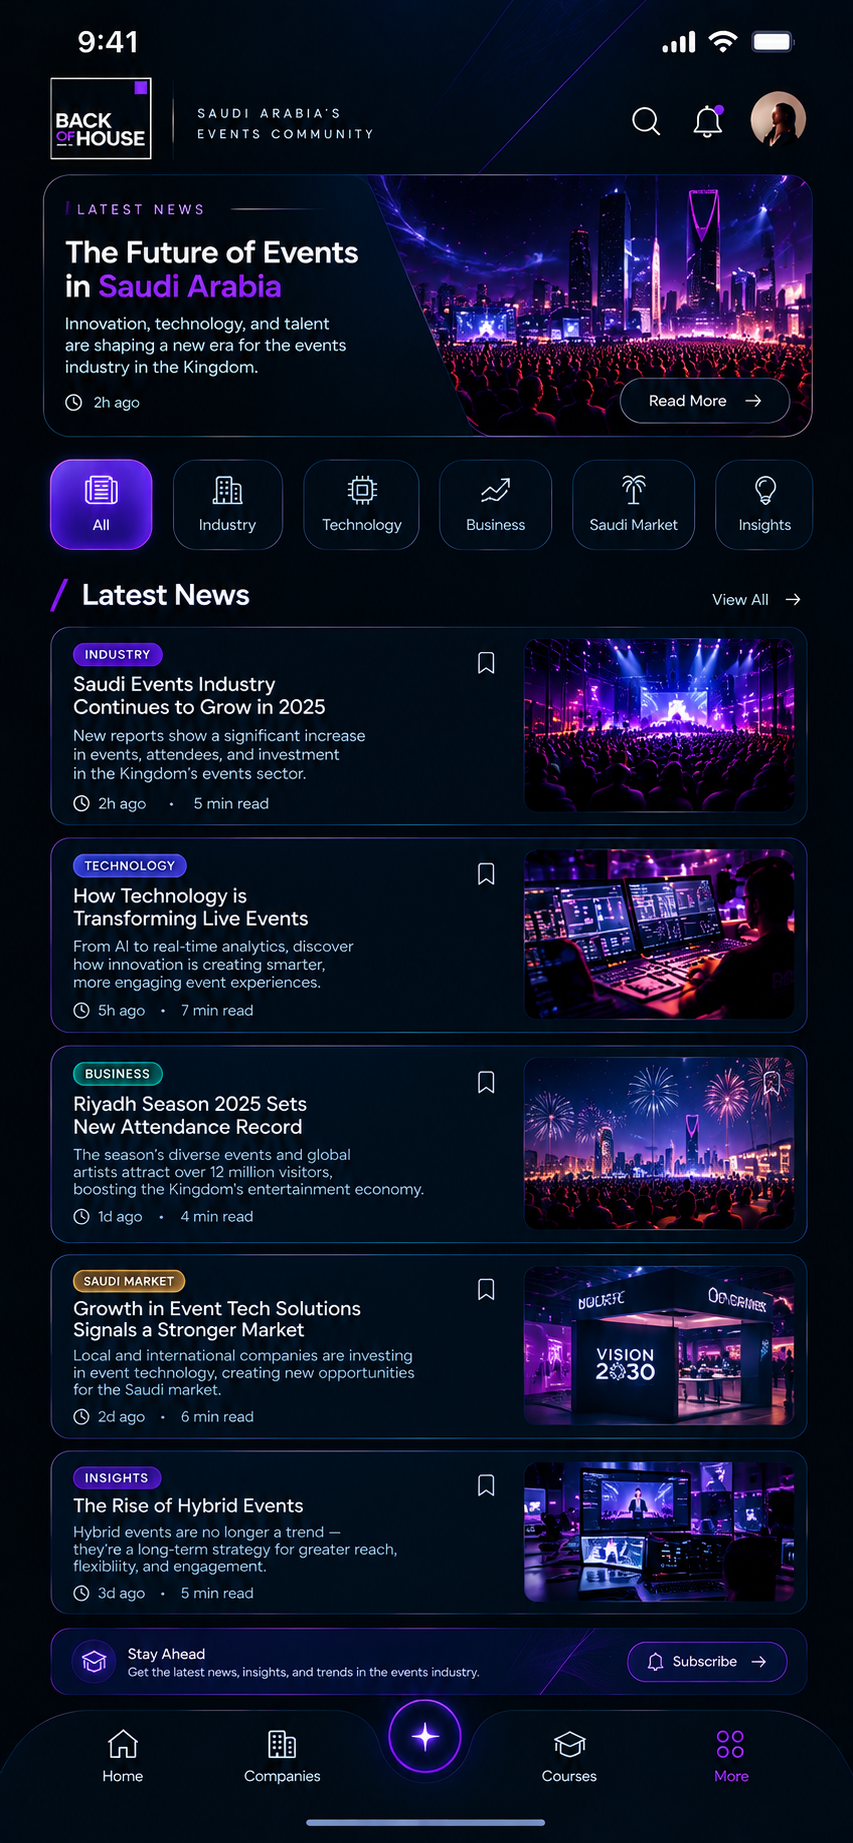 9:41
BACK
OF HOUSE
SAUDI ARABIA'S
EVENTS COMMUNITY
LATEST NEWS
The Future of Events
in Saudi Arabia
Innovation, technology, and talent
are shaping a new era for the events
industry in the Kingdom.
2h ago
Read More
All
Industry
Technology
Business
Saudi Market
Insights
Latest News
View All
INDUSTRY
Saudi Events Industry
Continues to Grow in 2025
New reports show a significant increase
in events, attendees, and investment
in the Kingdom's events sector.
2h ago • 5 min read
TECHNOLOGY
How Technology is
Transforming Live Events
From AI to real-time analytics, discover
how innovation is creating smarter,
more engaging event experiences.
5h ago • 7 min read
BUSINESS
Riyadh Season 2025 Sets
New Attendance Record
The season's diverse events and global
artists attract over 12 million visitors,
boosting the Kingdom's entertainment economy.
1d ago • 4 min read
SAUDI MARKET
Growth in Event Tech Solutions
Signals a Stronger Market
Local and international companies are investing
in event technology, creating new opportunities
for the Saudi market.
2d ago • 6 min read
VISION
2030
INSIGHTS
The Rise of Hybrid Events
Hybrid events are no longer a trend —
they're a long-term strategy for greater reach,
flexibliity, and engagement.
3d ago • 5 min read
Stay Ahead
Get the latest news, insights, and trends in the events industry.
Subscribe
Home
Companies
Courses
More